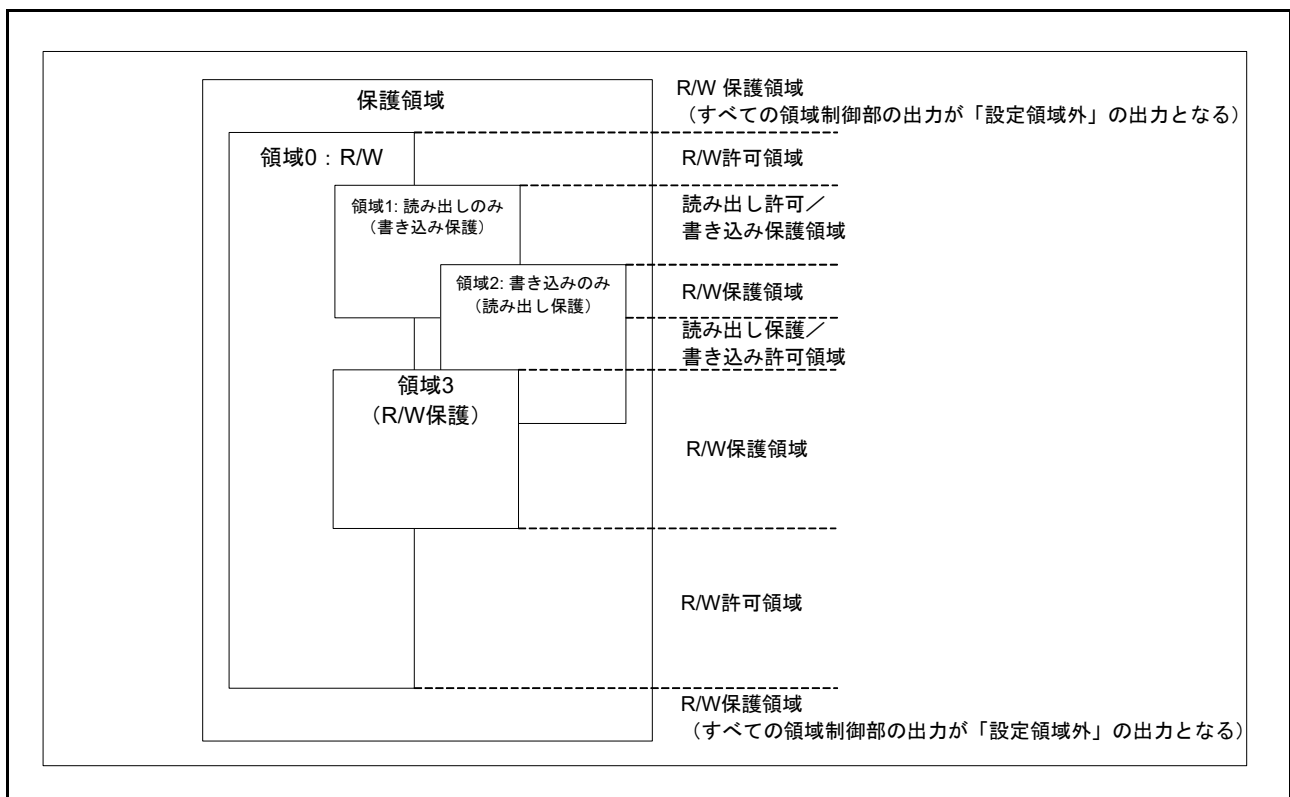 保護領域
領域0：R/W
領域1: 読み出しのみ
（書き込み保護）
領域2: 書き込みのみ
（読み出し保護）
領域3
（R/W保護）
R/W 保護領域
（すべての領域制御部の出力が「設定領域外」の出力となる）
R/W許可領域
読み出し許可／
書き込み保護領域
R/W保護領域
読み出し保護／
書き込み許可領域
R/W保護領域
R/W許可領域
R/W保護領域
（すべての領域制御部の出力が「設定領域外」の出力となる）